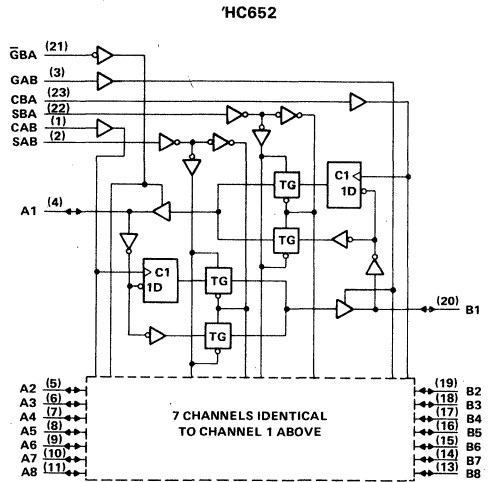 'HC652
G̅BA (21)
GAB (3)
CBA (23)
SBA (22)
CAB (1)
SAB (2)
C1
1D
TG
A1 (4)
TG
C1
1D
TG
(20) B1
TG
A2 (5)
A3 (6)
A4 (7)
A5 (8)
A6 (9)
A7 (10)
A8 (11)
7 CHANNELS IDENTICAL
TO CHANNEL 1 ABOVE
(19) B2
(18) B3
(17) B4
(16) B5
(15) B6
(14) B7
(13) B8